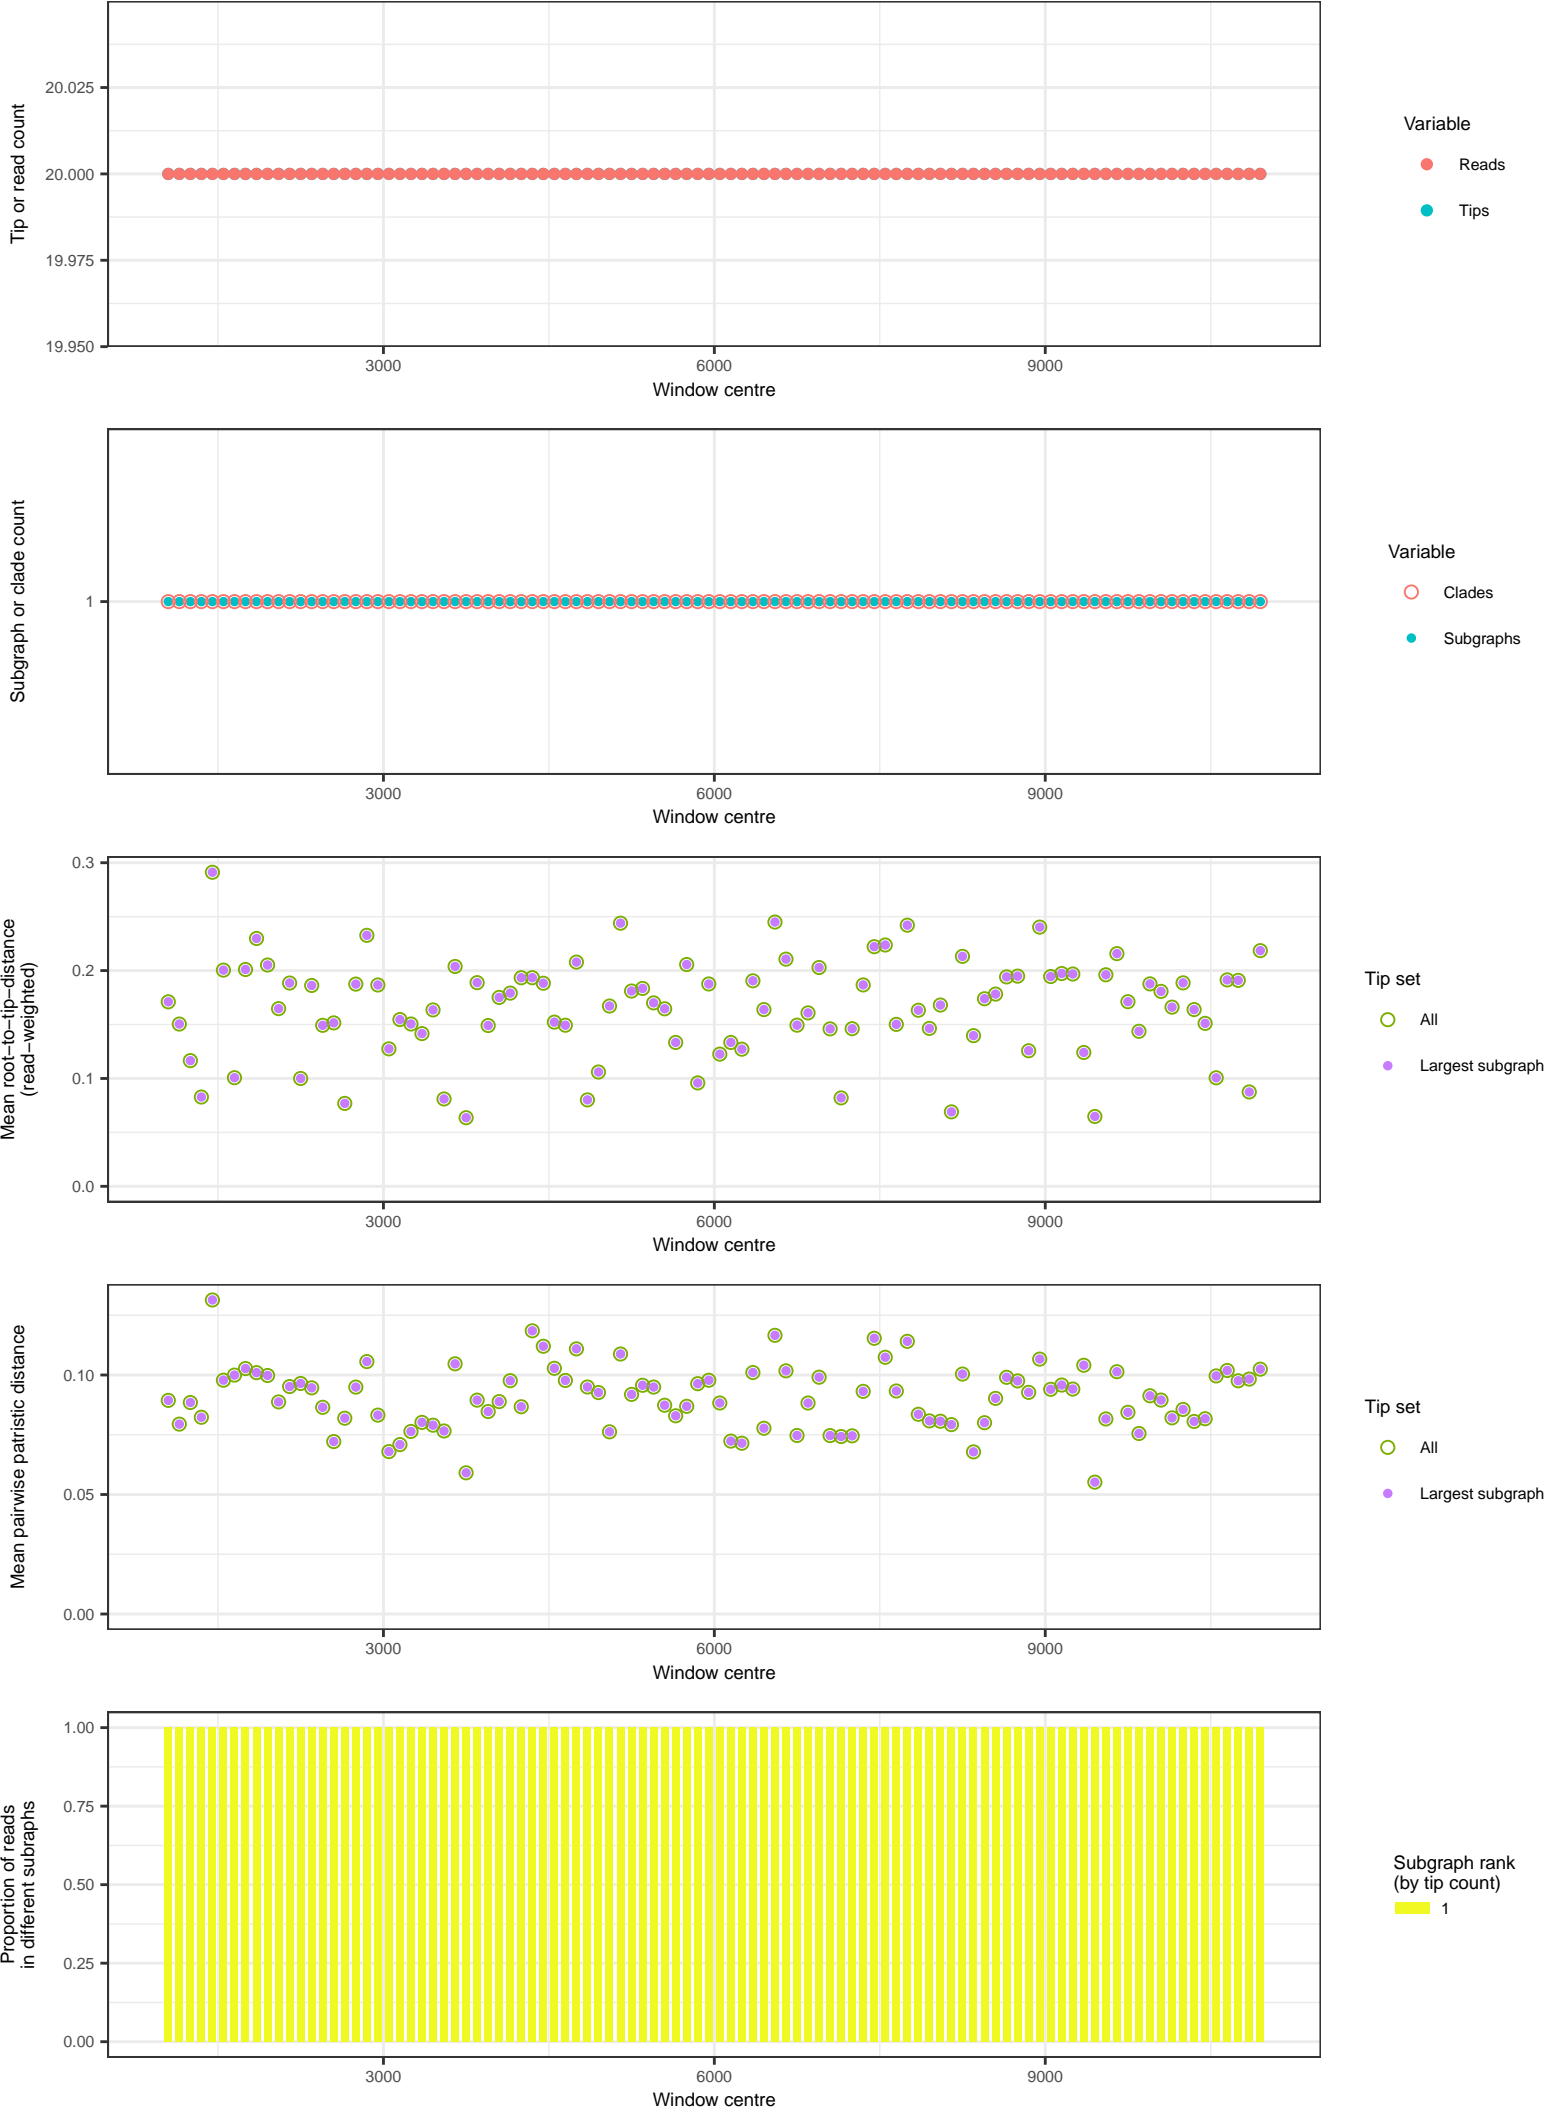 20.025
20.000
19.975
19.950
Tip or read count
3000
6000
9000
Window centre
Variable
Reads
Tips
1
Subgraph or clade count
3000
6000
9000
Window centre
Variable
Clades
Subgraphs
0.3
0.2
0.1
0.0
Mean root−to−tip−distance
(read−weighted)
3000
6000
9000
Window centre
Tip set
All
Largest subgraph
0.10
0.05
0.00
Mean pairwise patristic distance
3000
6000
9000
Window centre
Tip set
All
Largest subgraph
1.00
0.75
0.50
0.25
0.00
Proportion of reads
in different subraphs
3000
6000
9000
Window centre
Subgraph rank
(by tip count)
1